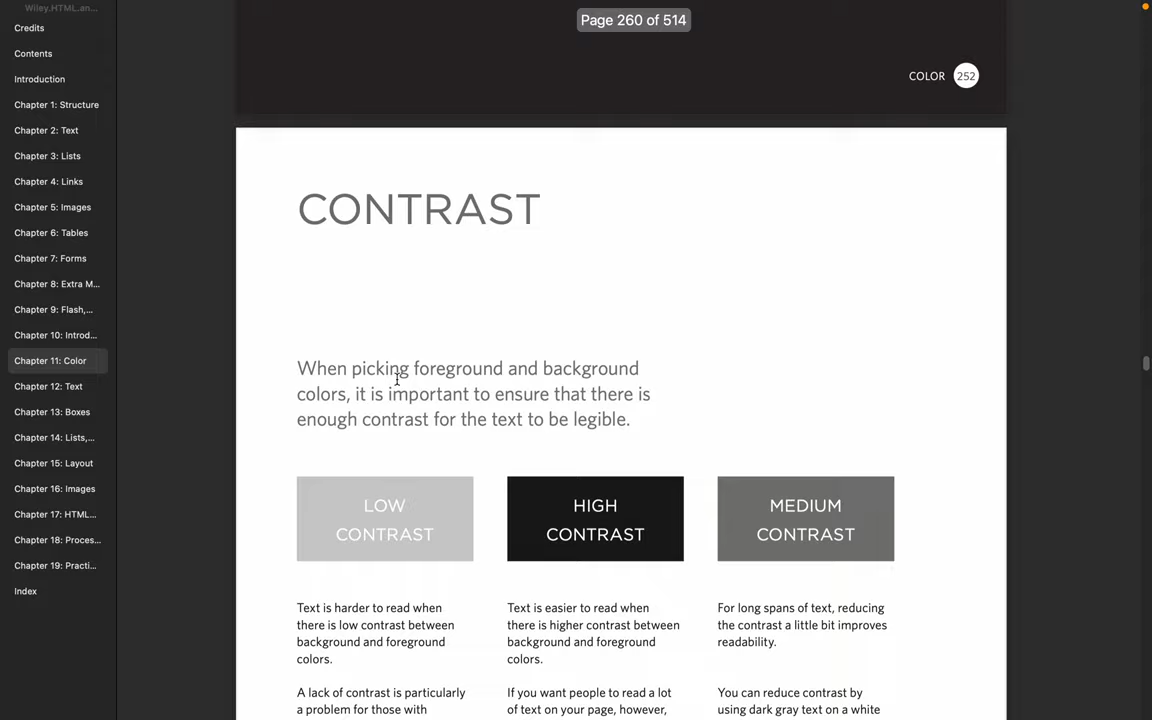 Wiley.HTML.an...
Credits
Contents
Introduction
Chapter 1: Structure
Chapter 2: Text
Chapter 3: Lists
Chapter 4: Links
Chapter 5: Images
Chapter 6: Tables
Chapter 7: Forms
Chapter 8: Extra M...
Chapter 9: Flash,...
Chapter 10: Introd...
Chapter 11: Color
Chapter 12: Text
Chapter 13: Boxes
Chapter 14: Lists,...
Chapter 15: Layout
Chapter 16: Images
Chapter 17: HTML...
Chapter 18: Proces...
Chapter 19: Practi...
Index
Page 260 of 514
COLOR 252
CONTRAST
When picking foreground and background
colors, it is important to ensure that there is
enough contrast for the text to be legible.
LOW
CONTRAST
Text is harder to read when
there is low contrast between
background and foreground
colors.
A lack of contrast is particularly
a problem for those with
HIGH
CONTRAST
Text is easier to read when
there is higher contrast between
background and foreground
colors.
If you want people to read a lot
of text on your page, however,
MEDIUM
CONTRAST
For long spans of text, reducing
the contrast a little bit improves
readability.
You can reduce contrast by
using dark gray text on a white